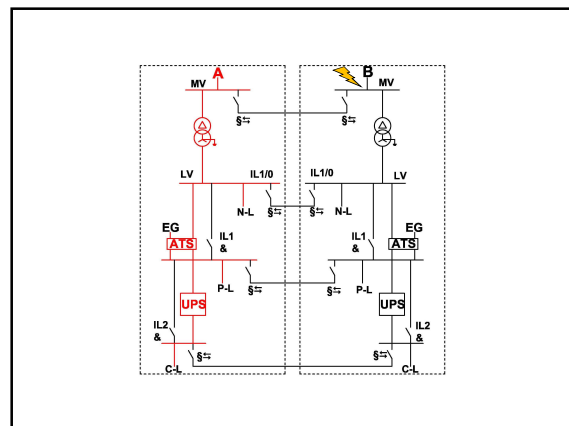 A
B
MV
MV
§⇆
§⇆
LV
IL1/0
IL1/0
LV
N-L
§⇆
§⇆
N-L
EG
ATS
IL1
&
IL1
&
EG
ATS
P-L
§⇆
§⇆
P-L
UPS
UPS
IL2
&
IL2
&
§⇆
§⇆
C-L
C-L